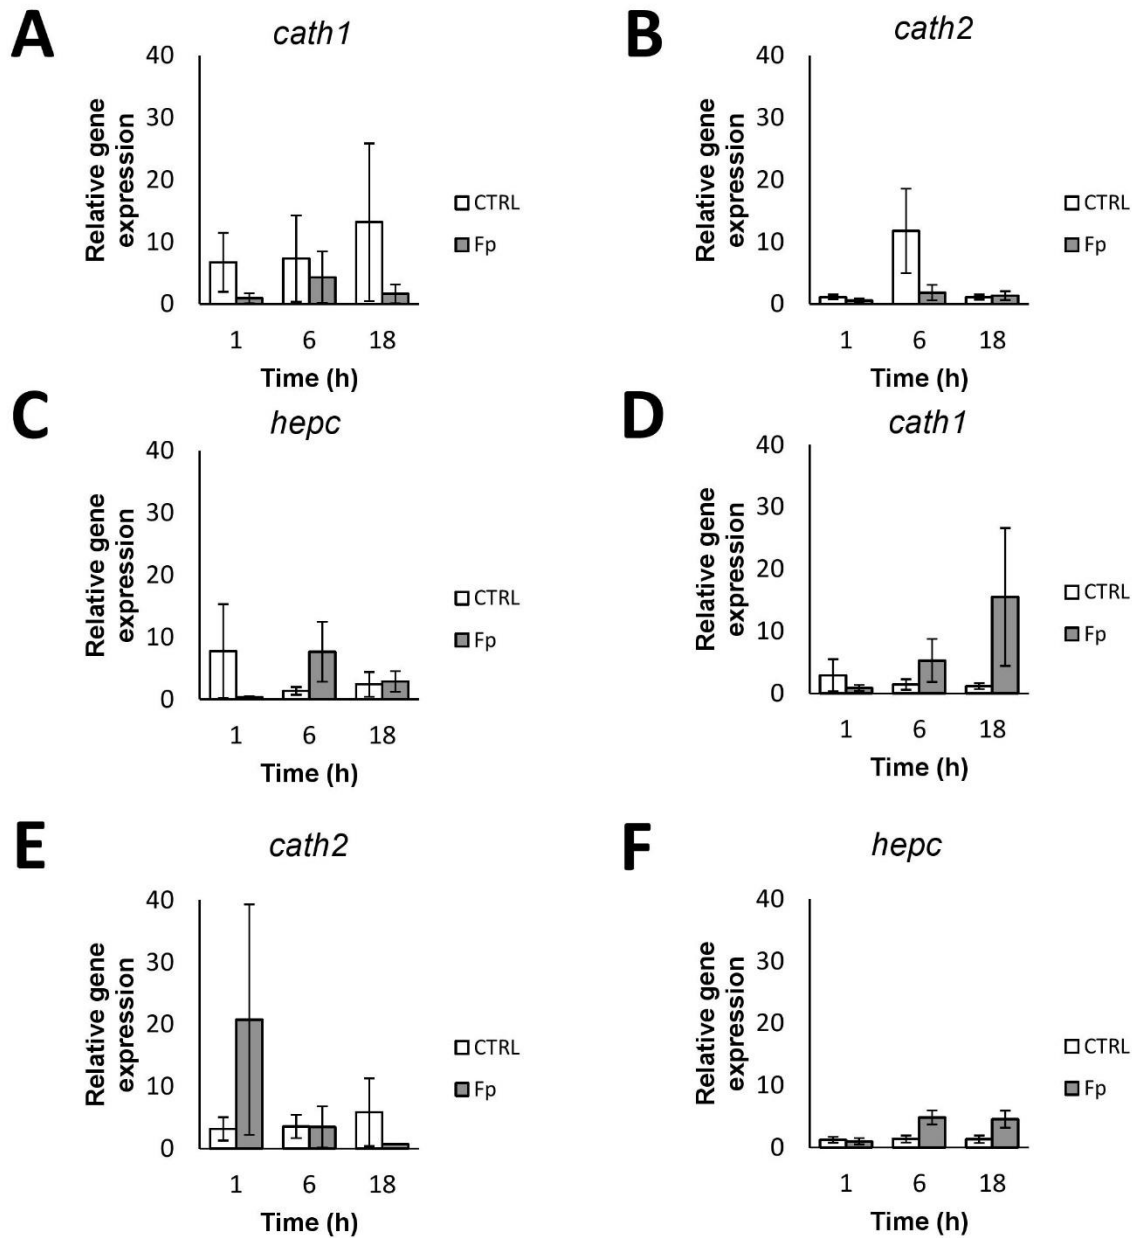 A
cath1
Relative gene
expression
40
30
20
10
0
1 6 18
Time (h)
CTRL
Fp
B
cath2
Relative gene
expression
40
30
20
10
0
1 6 18
Time (h)
CTRL
Fp
C
hepc
Relative gene
expression
40
30
20
10
0
1 6 18
Time (h)
CTRL
Fp
D
cath1
Relative gene
expression
40
30
20
10
0
1 6 18
Time (h)
CTRL
Fp
E
cath2
Relative gene
expression
40
30
20
10
0
1 6 18
Time (h)
CTRL
Fp
F
hepc
Relative gene
expression
40
30
20
10
0
1 6 18
Time (h)
CTRL
Fp